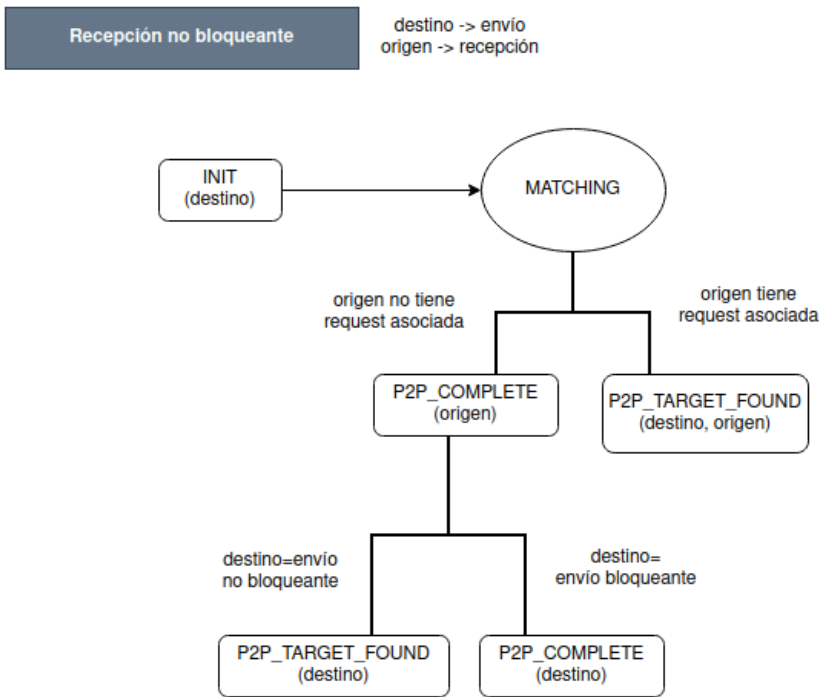 Recepción no bloqueante
destino -> envío
origen -> recepción
INIT
(destino)
MATCHING
origen no tiene
request asociada
origen tiene
request asociada
P2P_COMPLETE
(origen)
P2P_TARGET_FOUND
(destino, origen)
destino=envío
no bloqueante
destino=
envío bloqueante
P2P_TARGET_FOUND
(destino)
P2P_COMPLETE
(destino)